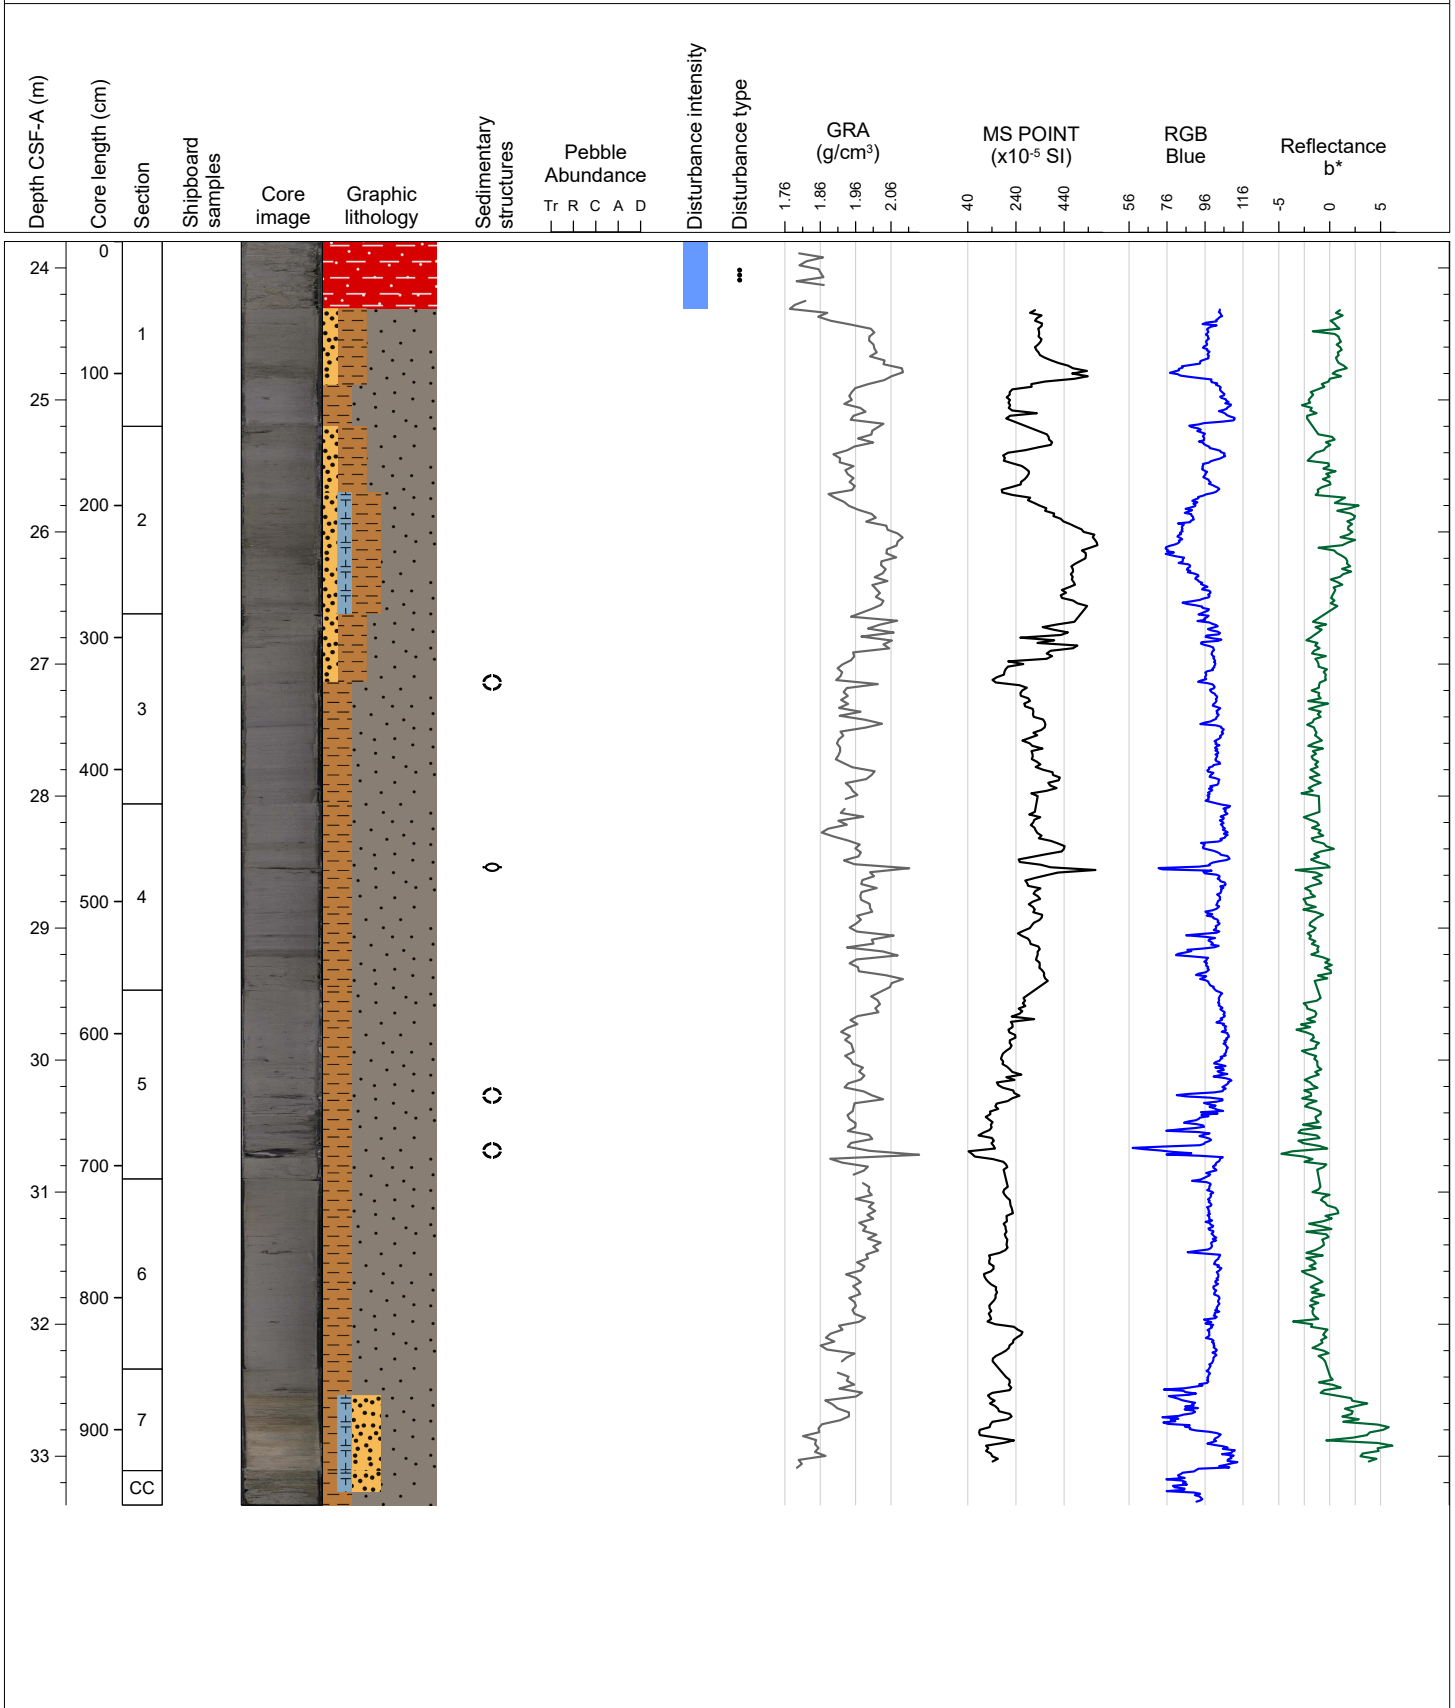 Depth CSF-A (m)
Core length (cm)
Section
Shipboard
samples
Core
image
Graphic
lithology
Sedimentary
structures
Pebble
Abundance
Tr R C A D
Disturbance intensity
Disturbance type
GRA
(g/cm³)
1.76 1.86 1.96 2.06
MS POINT
(x10⁻⁵ SI)
40 240 440
RGB
Blue
56 76 96 116
Reflectance
b*
-5 0 5
0
24
1
100
25
200
2
26
300
27
3
400
28
4
500
29
600
30
5
700
31
6
800
32
7
900
33
CC